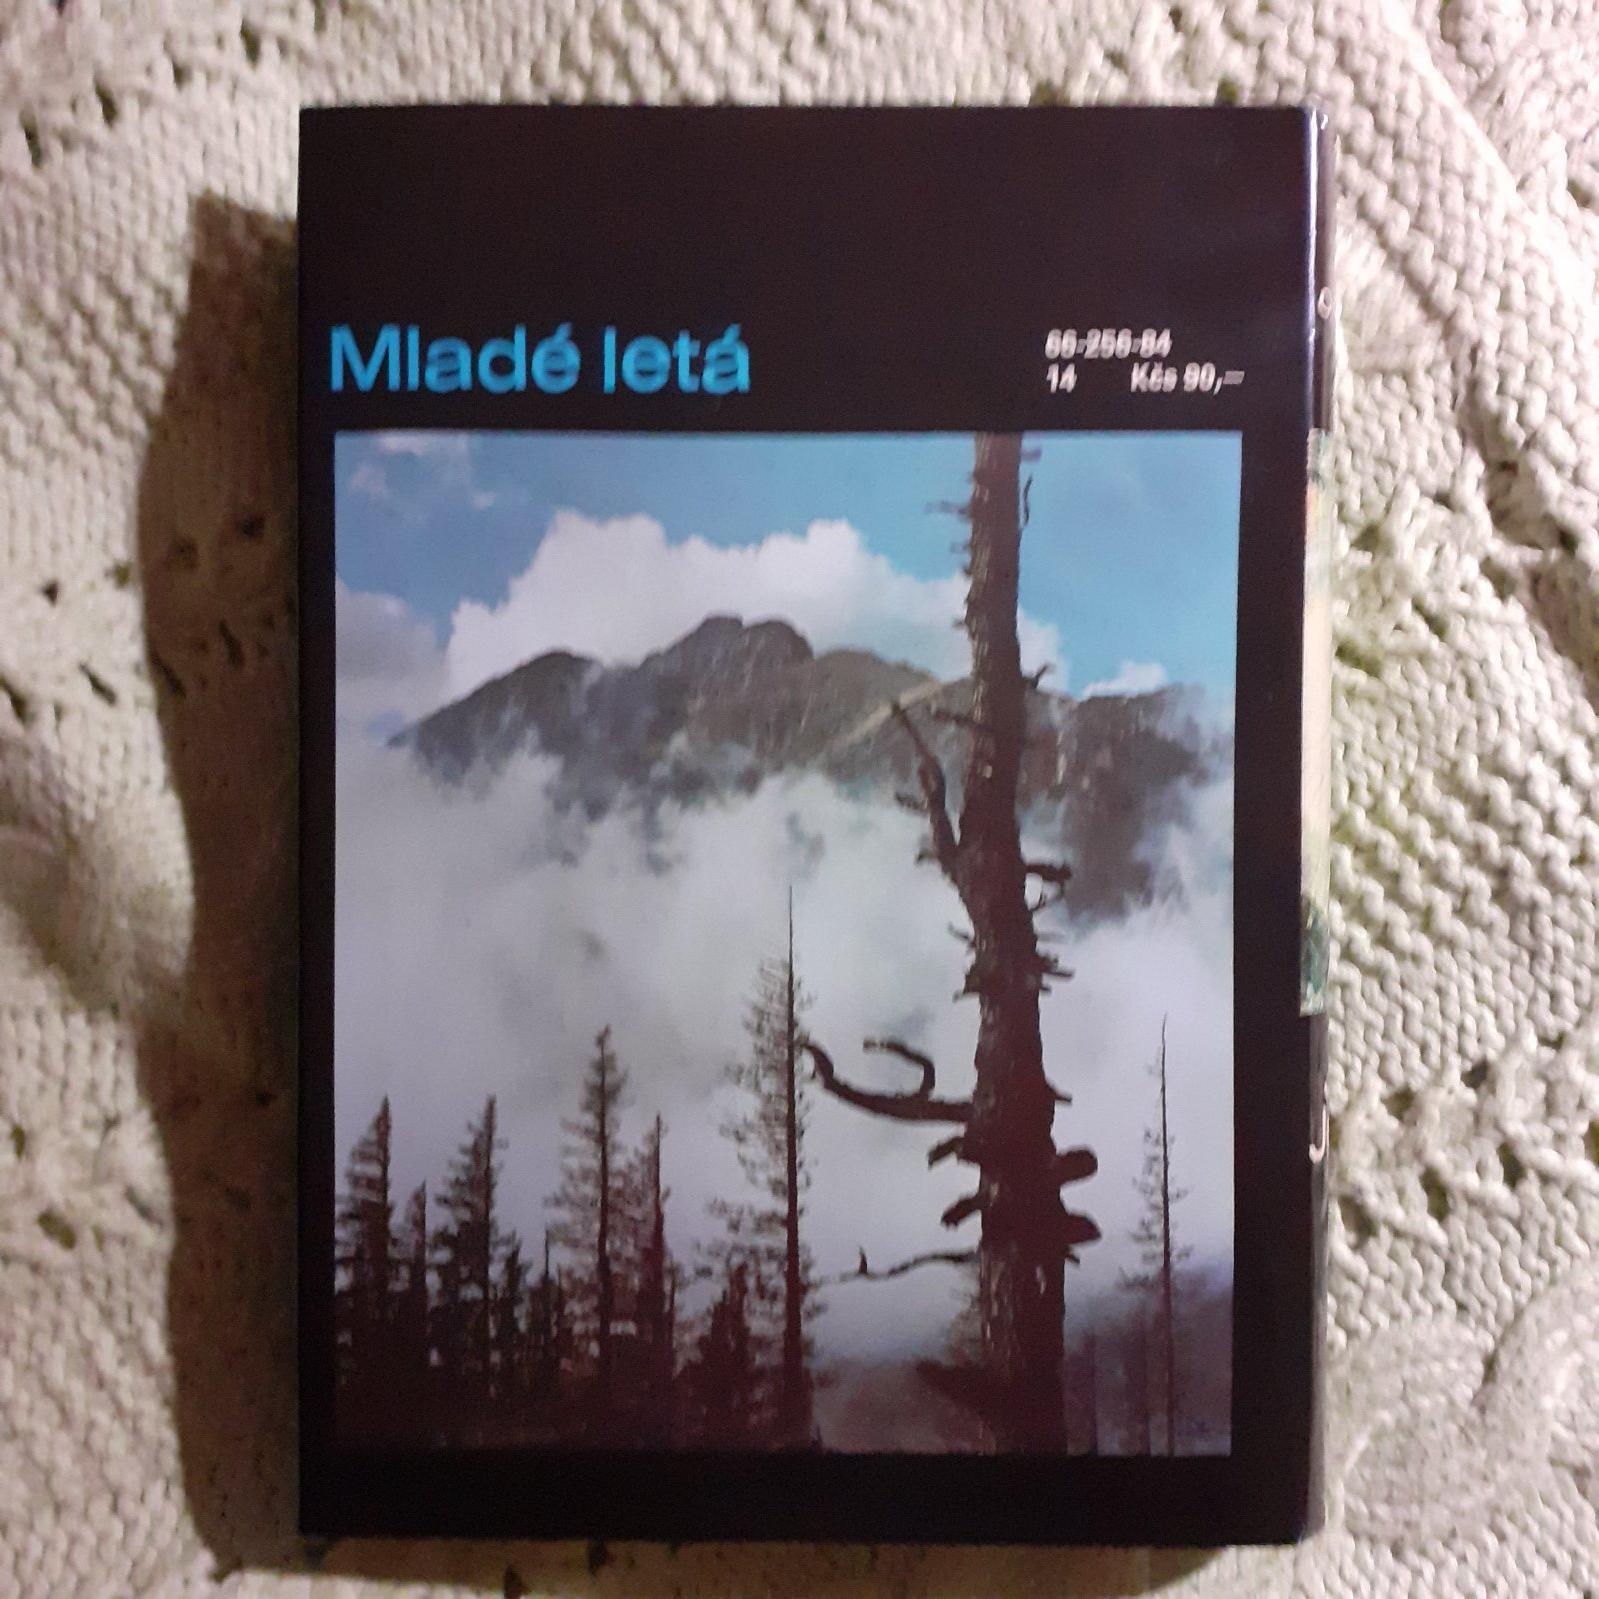 Mladé letá
66-256-84
14 Kčs 90,–